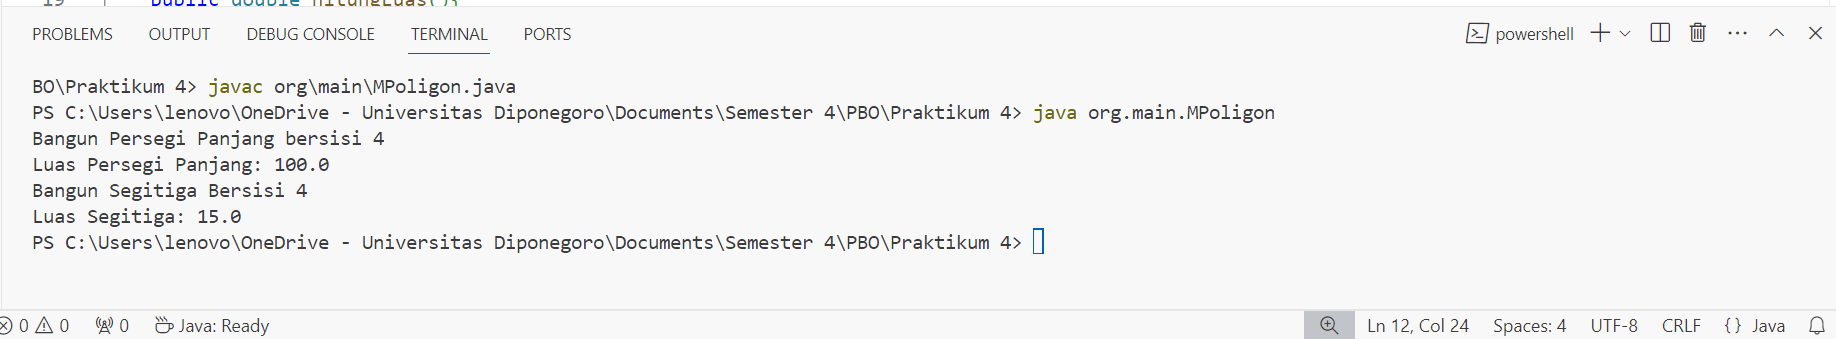 19 public double hitungLuas(){
PROBLEMS OUTPUT DEBUG CONSOLE TERMINAL PORTS powershell
BO\Praktikum 4> javac org\main\MPoligon.java
PS C:\Users\lenovo\OneDrive - Universitas Diponegoro\Documents\Semester 4\PBO\Praktikum 4> java org.main.MPoligon
Bangun Persegi Panjang bersisi 4
Luas Persegi Panjang: 100.0
Bangun Segitiga Bersisi 4
Luas Segitiga: 15.0
PS C:\Users\lenovo\OneDrive - Universitas Diponegoro\Documents\Semester 4\PBO\Praktikum 4>
0 0 0 Java: Ready Ln 12, Col 24 Spaces: 4 UTF-8 CRLF {} Java